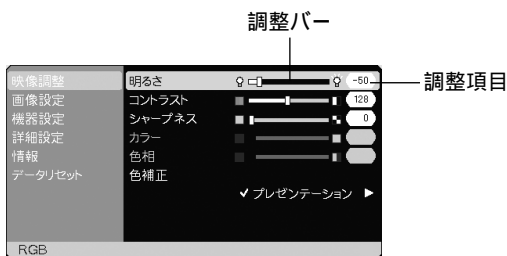 調整バー
映像調整 明るさ -50 調整項目
画像設定 コントラスト 128
機器設定 シャープネス 0
詳細設定 カラー
情報 色相
データリセット 色補正
✔ プレゼンテーション ▶
RGB